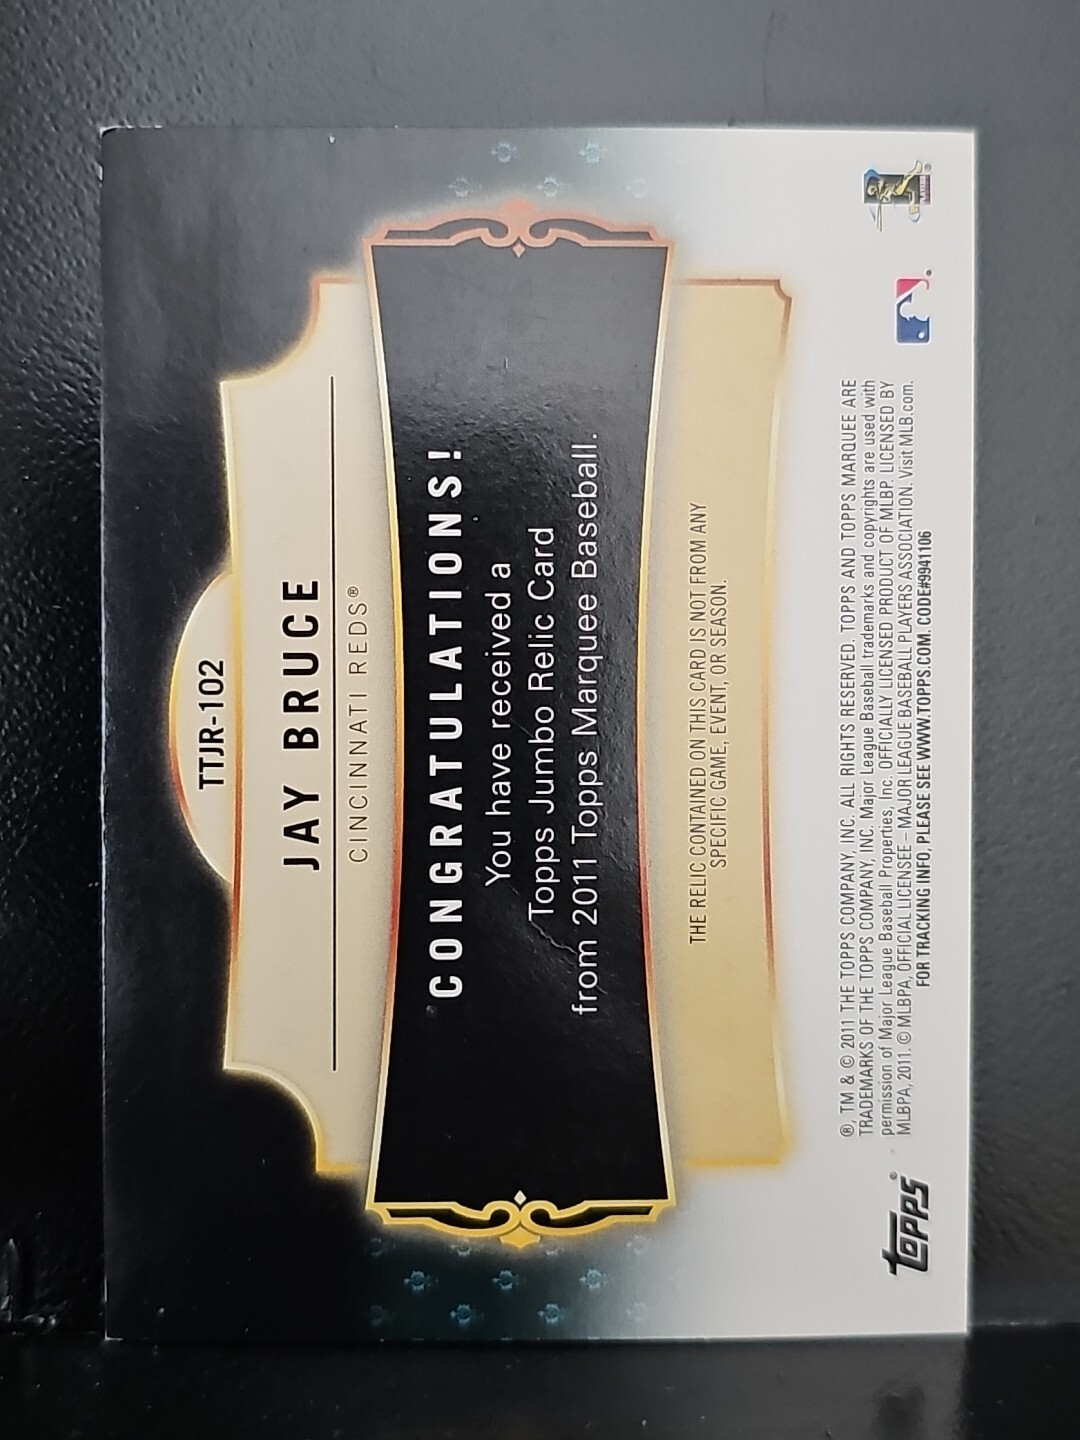 TTJR-102
JAY BRUCE
CINCINNATI REDS®
CONGRATULATIONS!
You have received a
Topps Jumbo Relic Card
from 2011 Topps Marquee Baseball.
THE RELIC CONTAINED ON THIS CARD IS NOT FROM ANY
SPECIFIC GAME, EVENT, OR SEASON.
®, TM & © 2011 THE TOPPS COMPANY, INC. ALL RIGHTS RESERVED. TOPPS AND TOPPS MARQUEE ARE
TRADEMARKS OF THE TOPPS COMPANY, INC. Major League Baseball trademarks and copyrights are used with
permission of Major League Baseball Properties, Inc. OFFICIALLY LICENSED PRODUCT OF MLBP. LICENSED BY
MLBPA, 2011. © MLBPA, OFFICIAL LICENSEE – MAJOR LEAGUE BASEBALL PLAYERS ASSOCIATION. Visit MLB.com.
FOR TRACKING INFO, PLEASE SEE WWW.TOPPS.COM. CODE#9941106
topps®